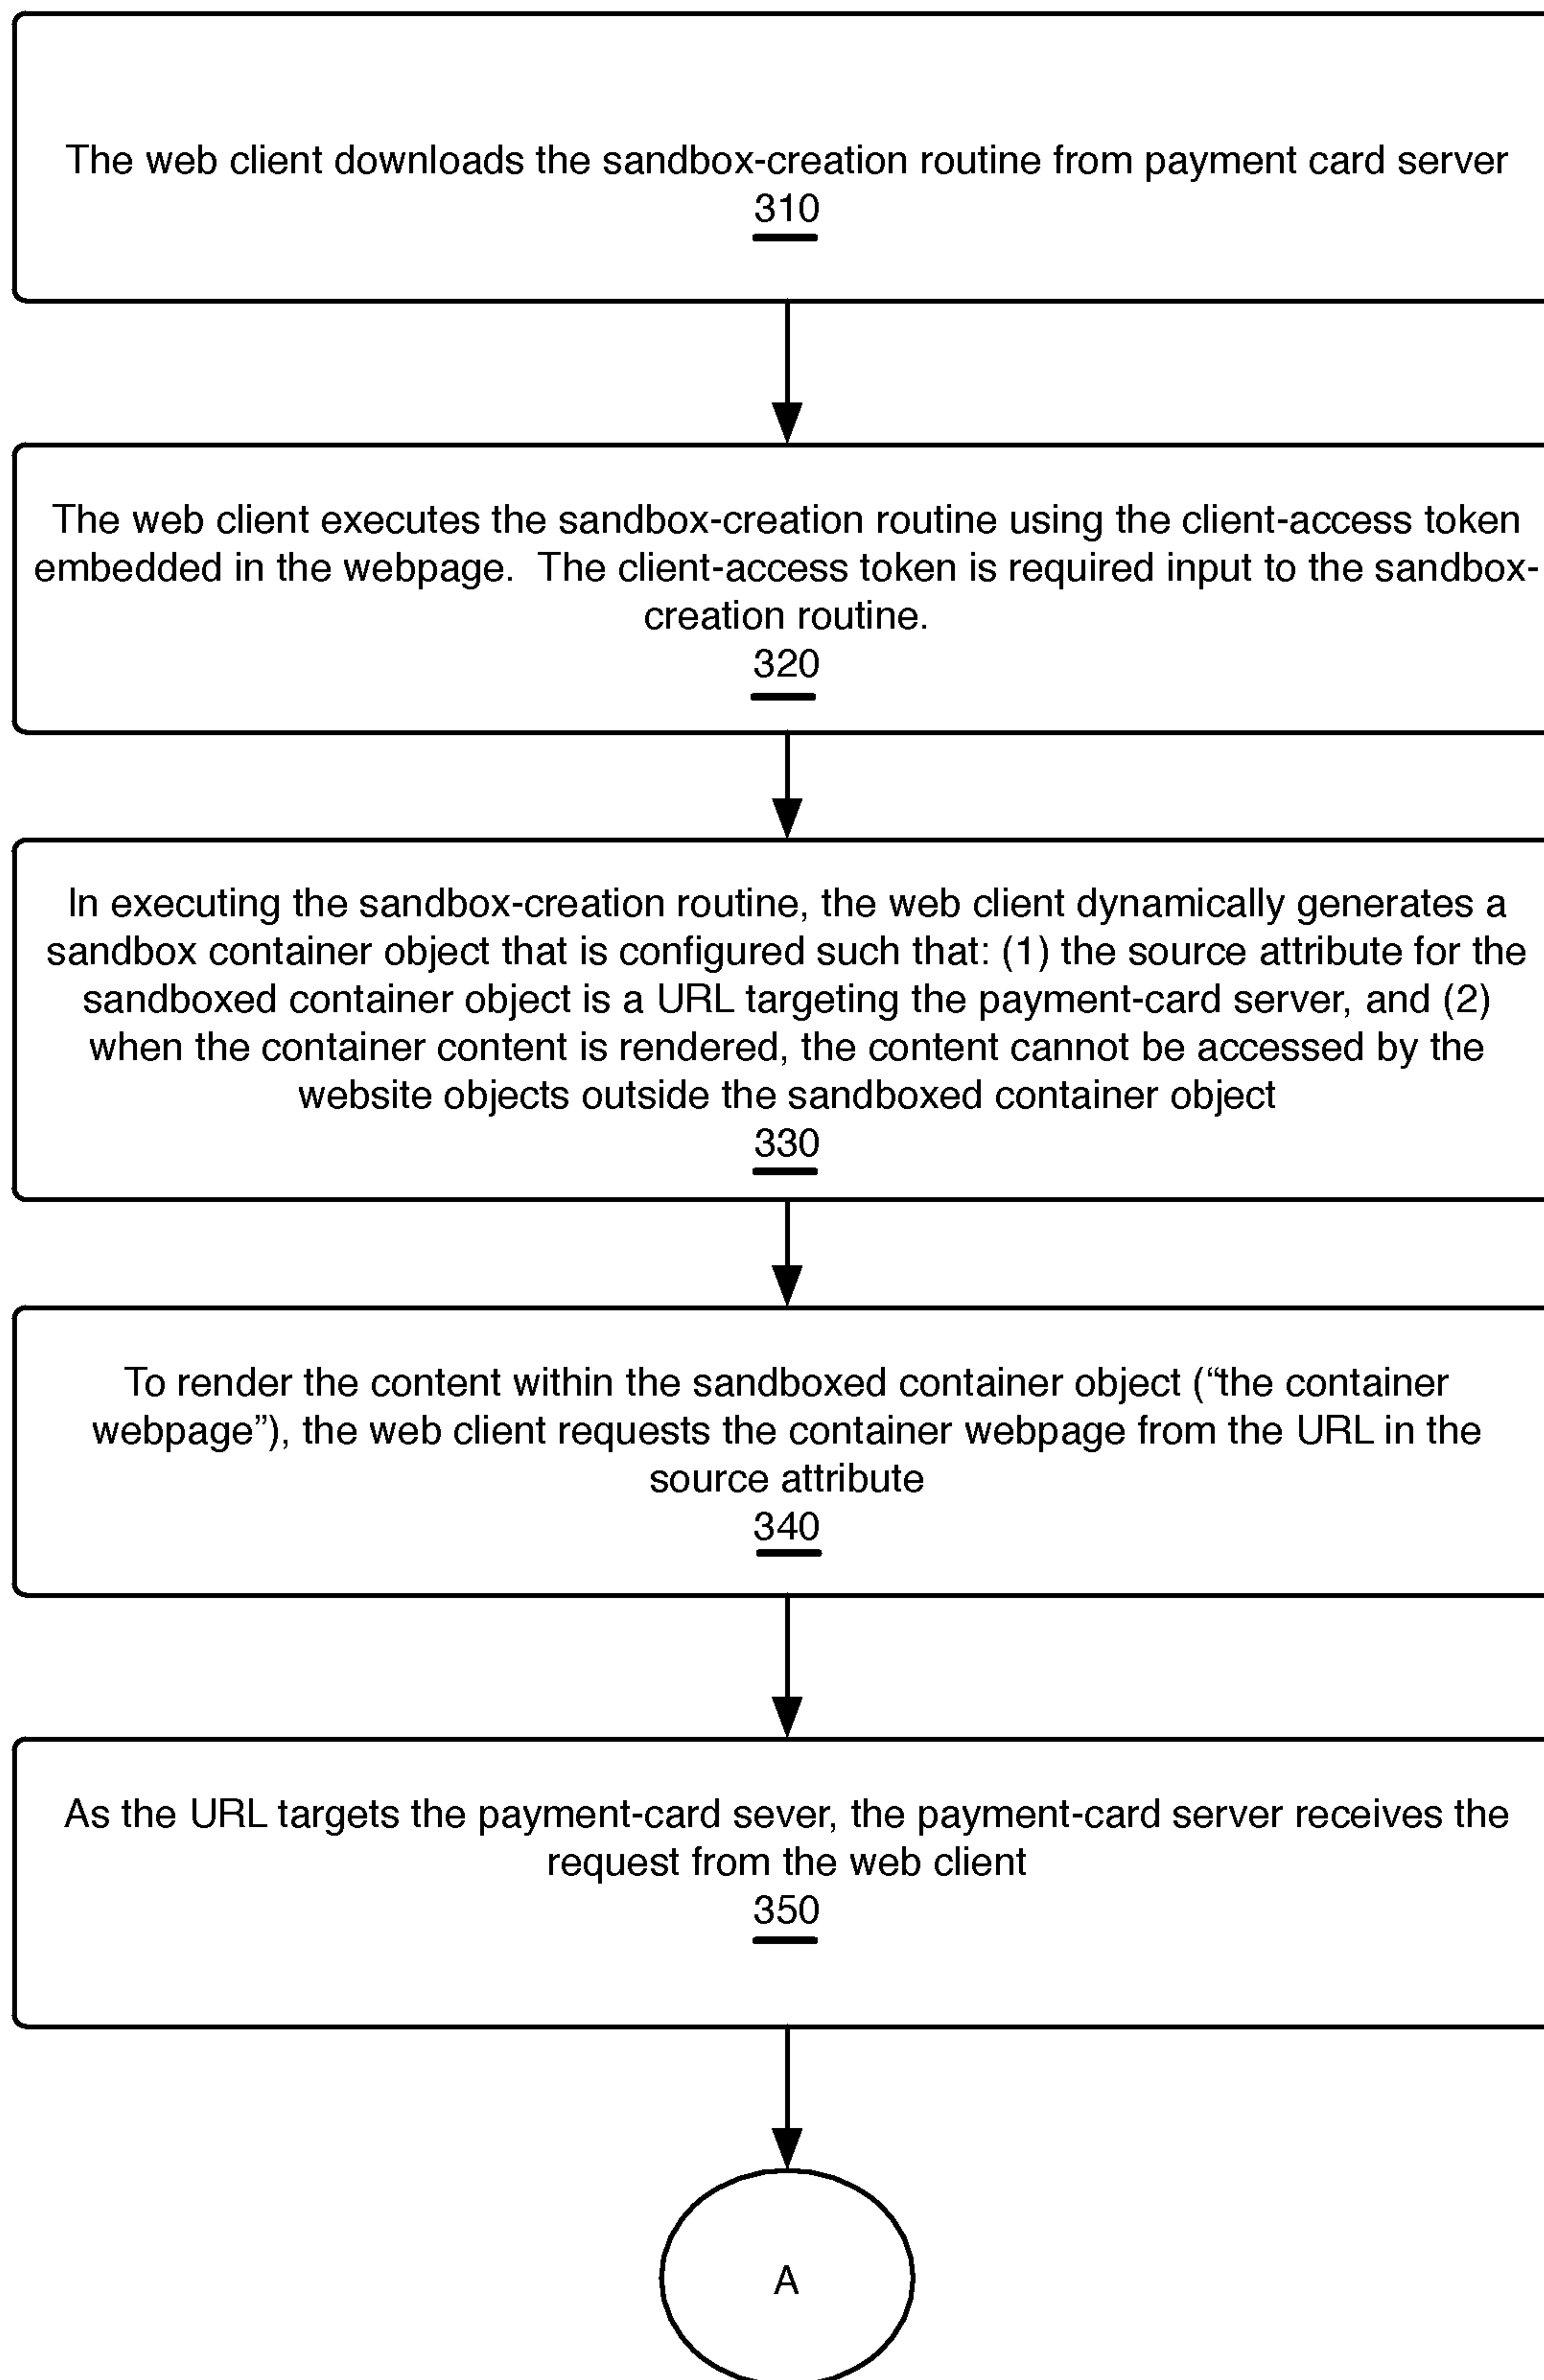 The web client downloads the sandbox-creation routine from payment card server
310
The web client executes the sandbox-creation routine using the client-access token
embedded in the webpage.  The client-access token is required input to the sandbox-
creation routine.
320
In executing the sandbox-creation routine, the web client dynamically generates a
sandbox container object that is configured such that: (1) the source attribute for the
sandboxed container object is a URL targeting the payment-card server, and (2)
when the container content is rendered, the content cannot be accessed by the
website objects outside the sandboxed container object
330
To render the content within the sandboxed container object (“the container
webpage”), the web client requests the container webpage from the URL in the
source attribute
340
As the URL targets the payment-card sever, the payment-card server receives the
request from the web client
350
A